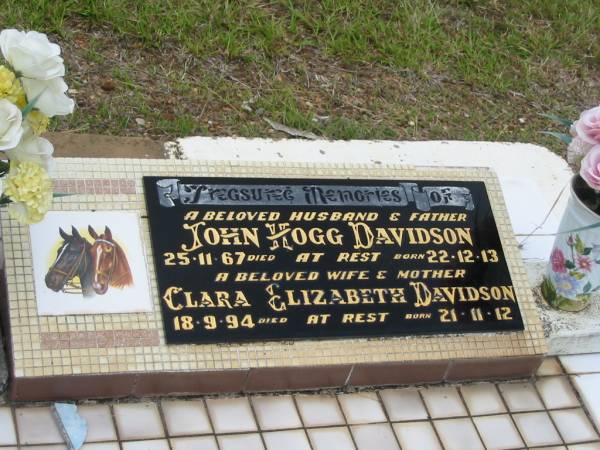 Treasured Memories OF
A BELOVED HUSBAND & FATHER
JOHN HOGG DAVIDSON
25·11·67 DIED AT REST BORN 22·12·13
A BELOVED WIFE & MOTHER
CLARA ELIZABETH DAVIDSON
18·9·94 DIED AT REST BORN 21·11·12